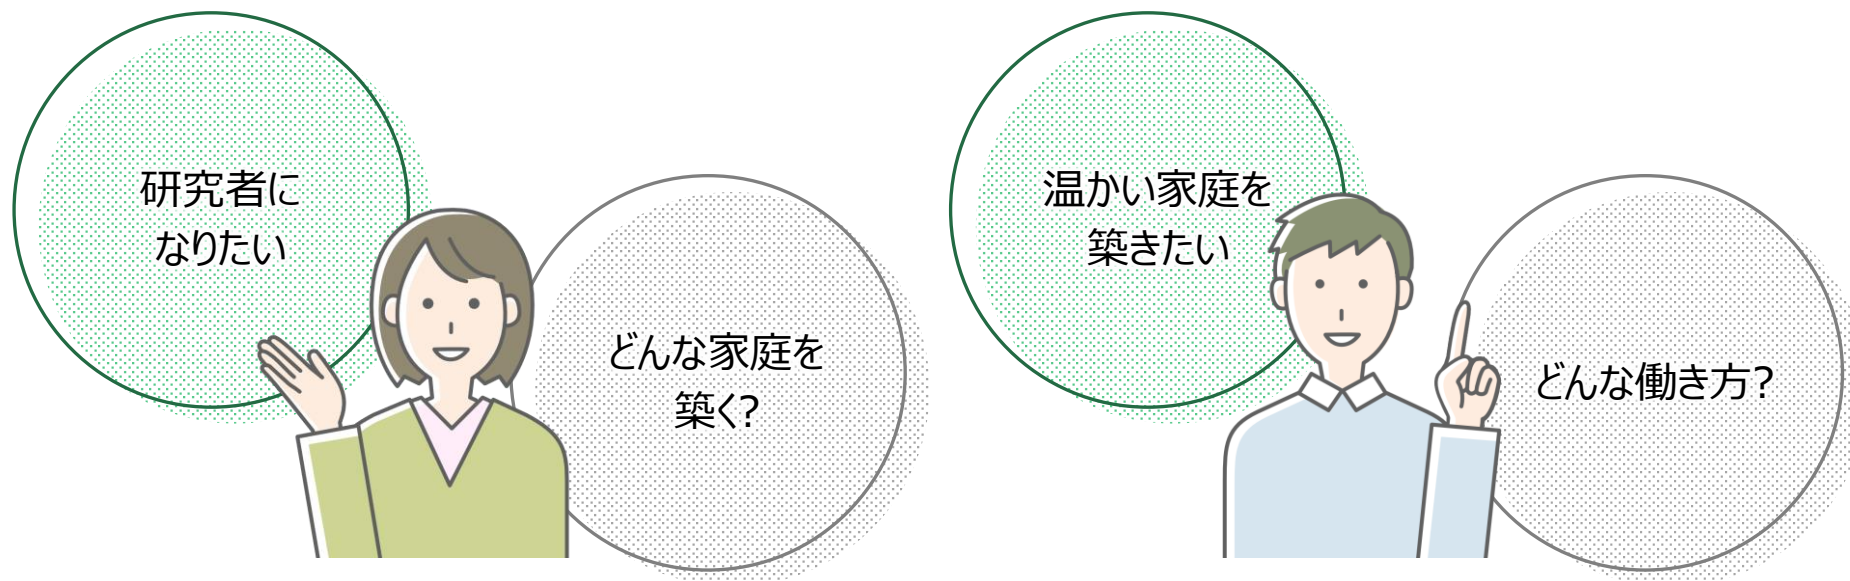 研究者に
なりたい
どんな家庭を
築く?
温かい家庭を
築きたい
どんな働き方?